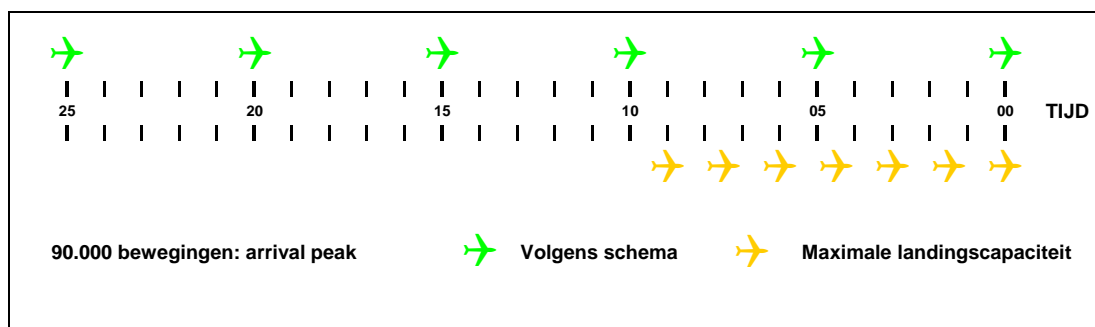 25 20 15 10 05 00 TIJD
90.000 bewegingen: arrival peak Volgens schema Maximale landingscapaciteit